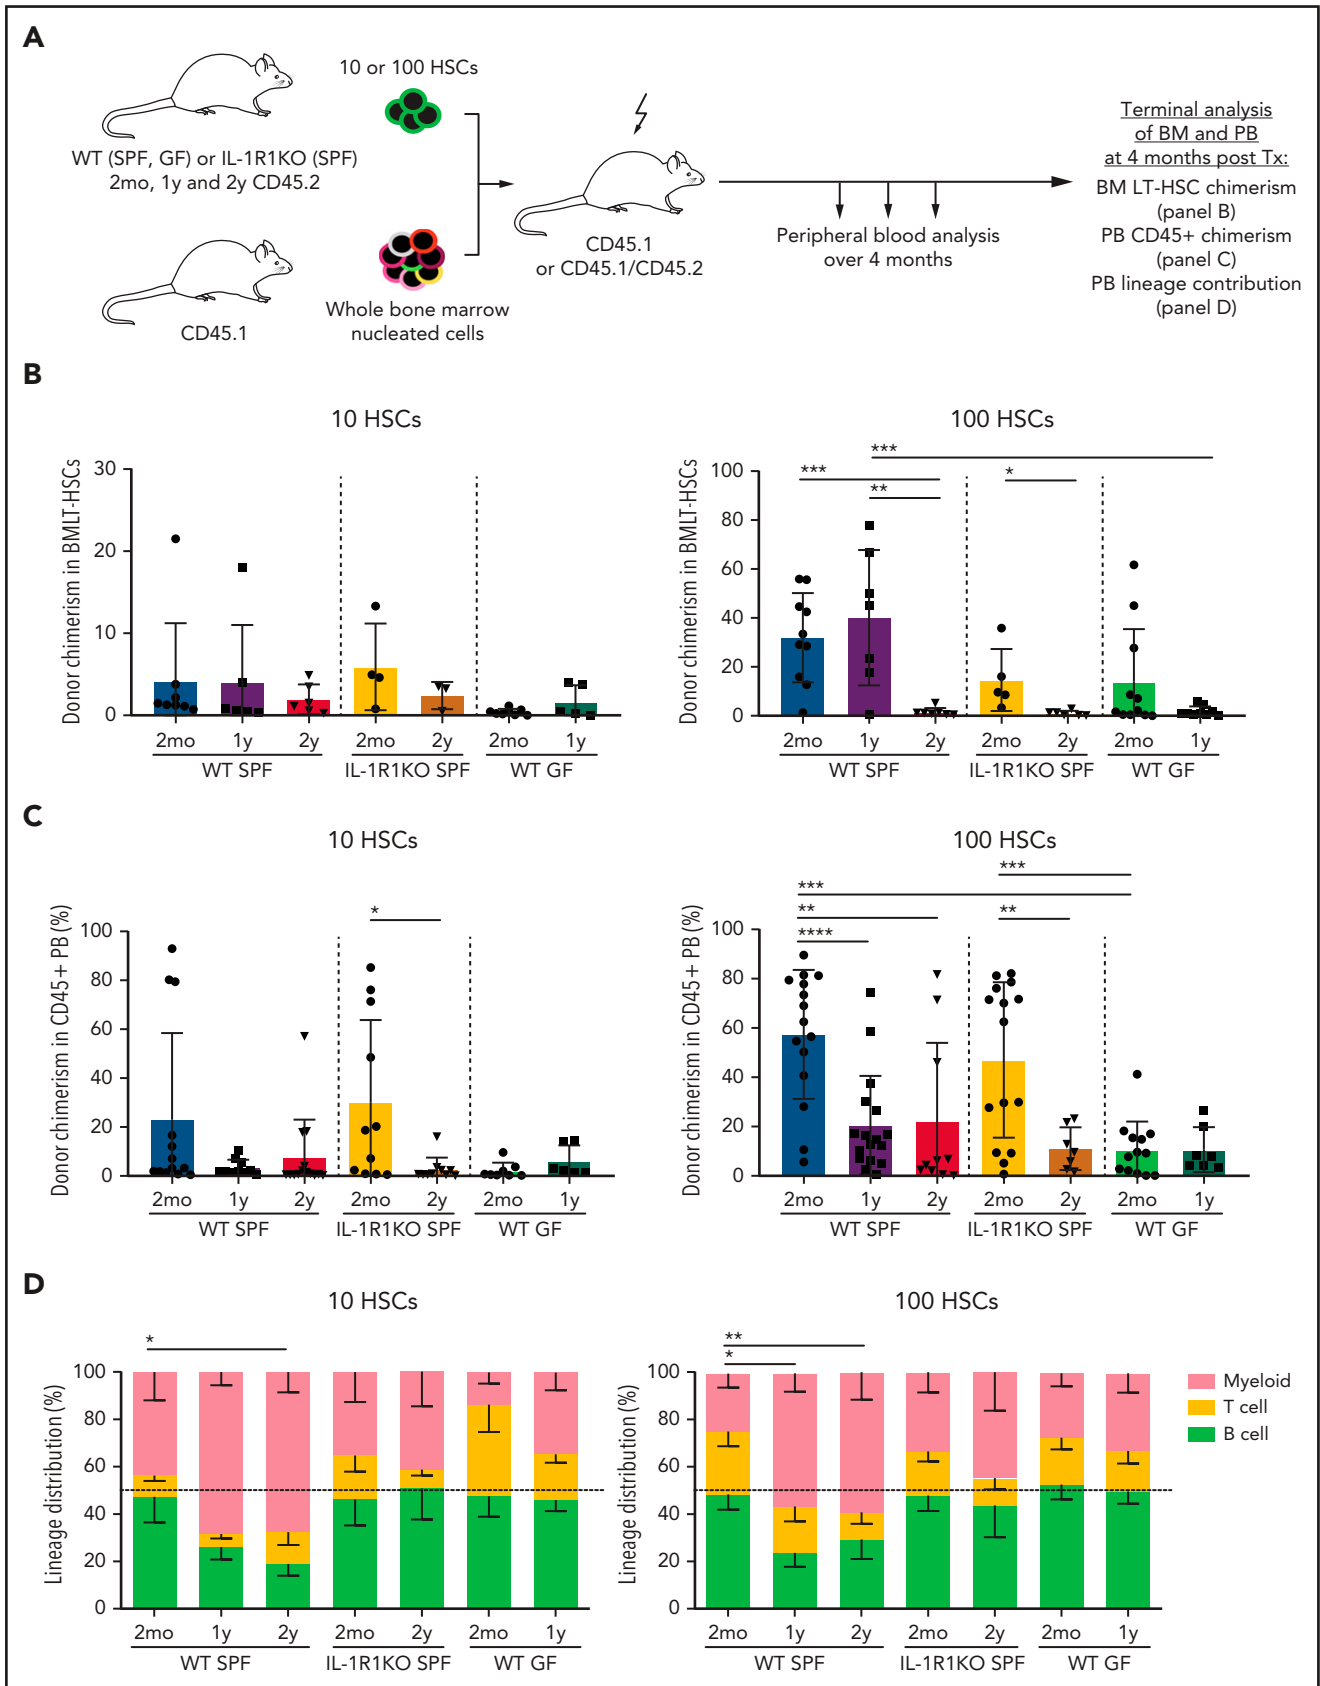 A
10 or 100 HSCs
WT (SPF, GF) or IL-1R1KO (SPF)
2mo, 1y and 2y CD45.2
CD45.1
Whole bone marrow
nucleated cells
CD45.1
or CD45.1/CD45.2
Peripheral blood analysis
over 4 months
Terminal analysis
of BM and PB
at 4 months post Tx:
BM LT-HSC chimerism
(panel B)
PB CD45+ chimerism
(panel C)
PB lineage contribution
(panel D)
B
10 HSCs
Donor chimerism in BMLT-HSCs
30
20
10
0
2mo 1y 2y 2mo 2y 2mo 1y
WT SPF IL-1R1KO SPF WT GF
100 HSCs
Donor chimerism in BMLT-HSCs
100
80
60
40
20
0
***
***
**
*
2mo 1y 2y 2mo 2y 2mo 1y
WT SPF IL-1R1KO SPF WT GF
C
10 HSCs
Donor chimerism in CD45+ PB (%)
100
80
60
40
20
0
*
2mo 1y 2y 2mo 2y 2mo 1y
WT SPF IL-1R1KO SPF WT GF
100 HSCs
Donor chimerism in CD45+ PB (%)
100
80
60
40
20
0
***
***
**
**
****
2mo 1y 2y 2mo 2y 2mo 1y
WT SPF IL-1R1KO SPF WT GF
D
10 HSCs
Lineage distribution (%)
100
80
60
40
20
0
*
2mo 1y 2y 2mo 2y 2mo 1y
WT SPF IL-1R1KO SPF WT GF
100 HSCs
Lineage distribution (%)
100
80
60
40
20
0
**
*
2mo 1y 2y 2mo 2y 2mo 1y
WT SPF IL-1R1KO SPF WT GF
Myeloid
T cell
B cell